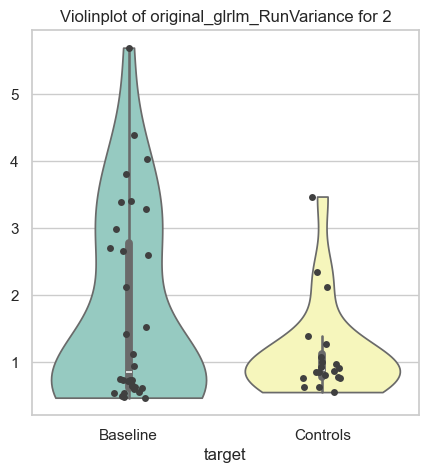 Violinplot of original_glrlm_RunVariance for 2
5
4
3
2
1
Baseline
Controls
target